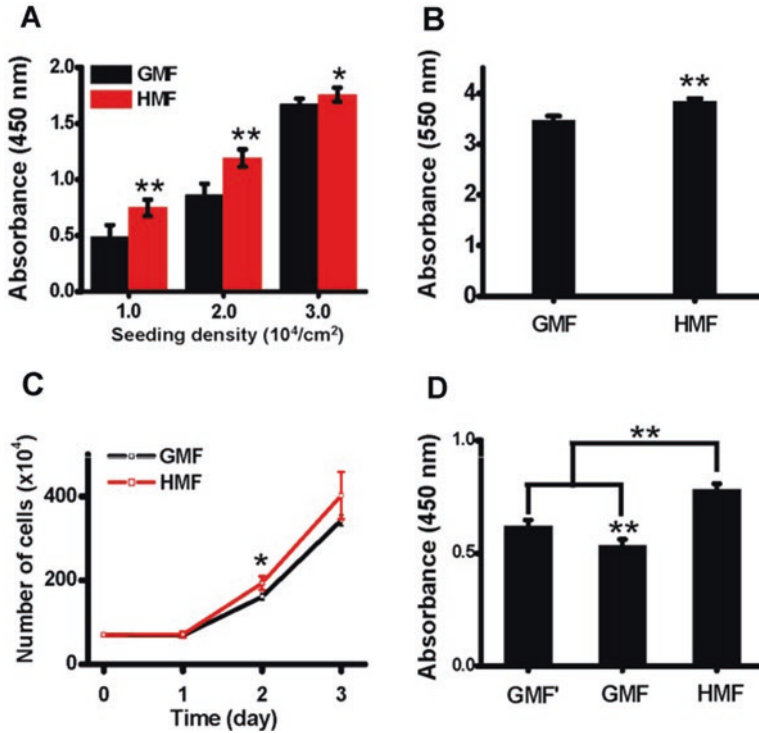 A
Absorbance (450 nm)
2.0
1.5
1.0
0.5
0.0
GMF
HMF
**
**
*
1.0 2.0 3.0
Seeding density (10⁴/cm²)
B
Absorbance (550 nm)
4
3
2
1
0
**
GMF HMF
C
Number of cells (x10⁴)
400
200
0
GMF
HMF
*
0 1 2 3
Time (day)
D
Absorbance (450 nm)
1.0
0.5
0.0
**
**
GMF' GMF HMF